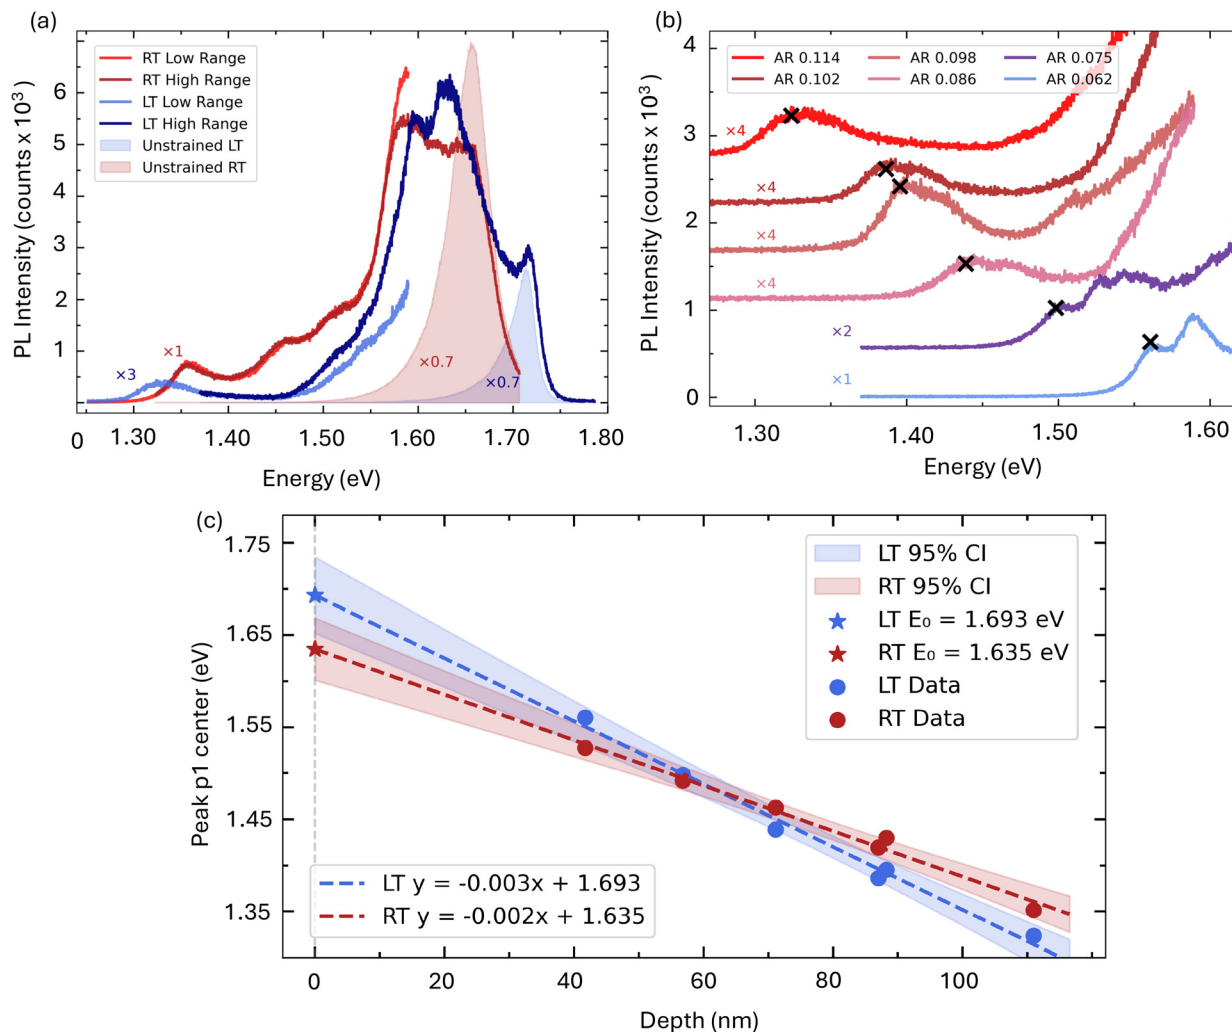 (a)
RT Low Range
RT High Range
LT Low Range
LT High Range
Unstrained LT
Unstrained RT
PL Intensity (counts x 10³)
6
5
4
3
2
1
×3
×1
×0.7
×0.7
0
1.30
1.40
1.50
1.60
1.70
1.80
Energy (eV)
(b)
AR 0.114
AR 0.102
AR 0.098
AR 0.086
AR 0.075
AR 0.062
PL Intensity (counts x 10³)
4
3
2
1
0
×4
×4
×4
×4
×2
×1
1.30
1.40
1.50
1.60
Energy (eV)
(c)
Peak p1 center (eV)
1.75
1.65
1.55
1.45
1.35
LT 95% CI
RT 95% CI
LT E₀ = 1.693 eV
RT E₀ = 1.635 eV
LT Data
RT Data
LT y = -0.003x + 1.693
RT y = -0.002x + 1.635
0
20
40
60
80
100
Depth (nm)